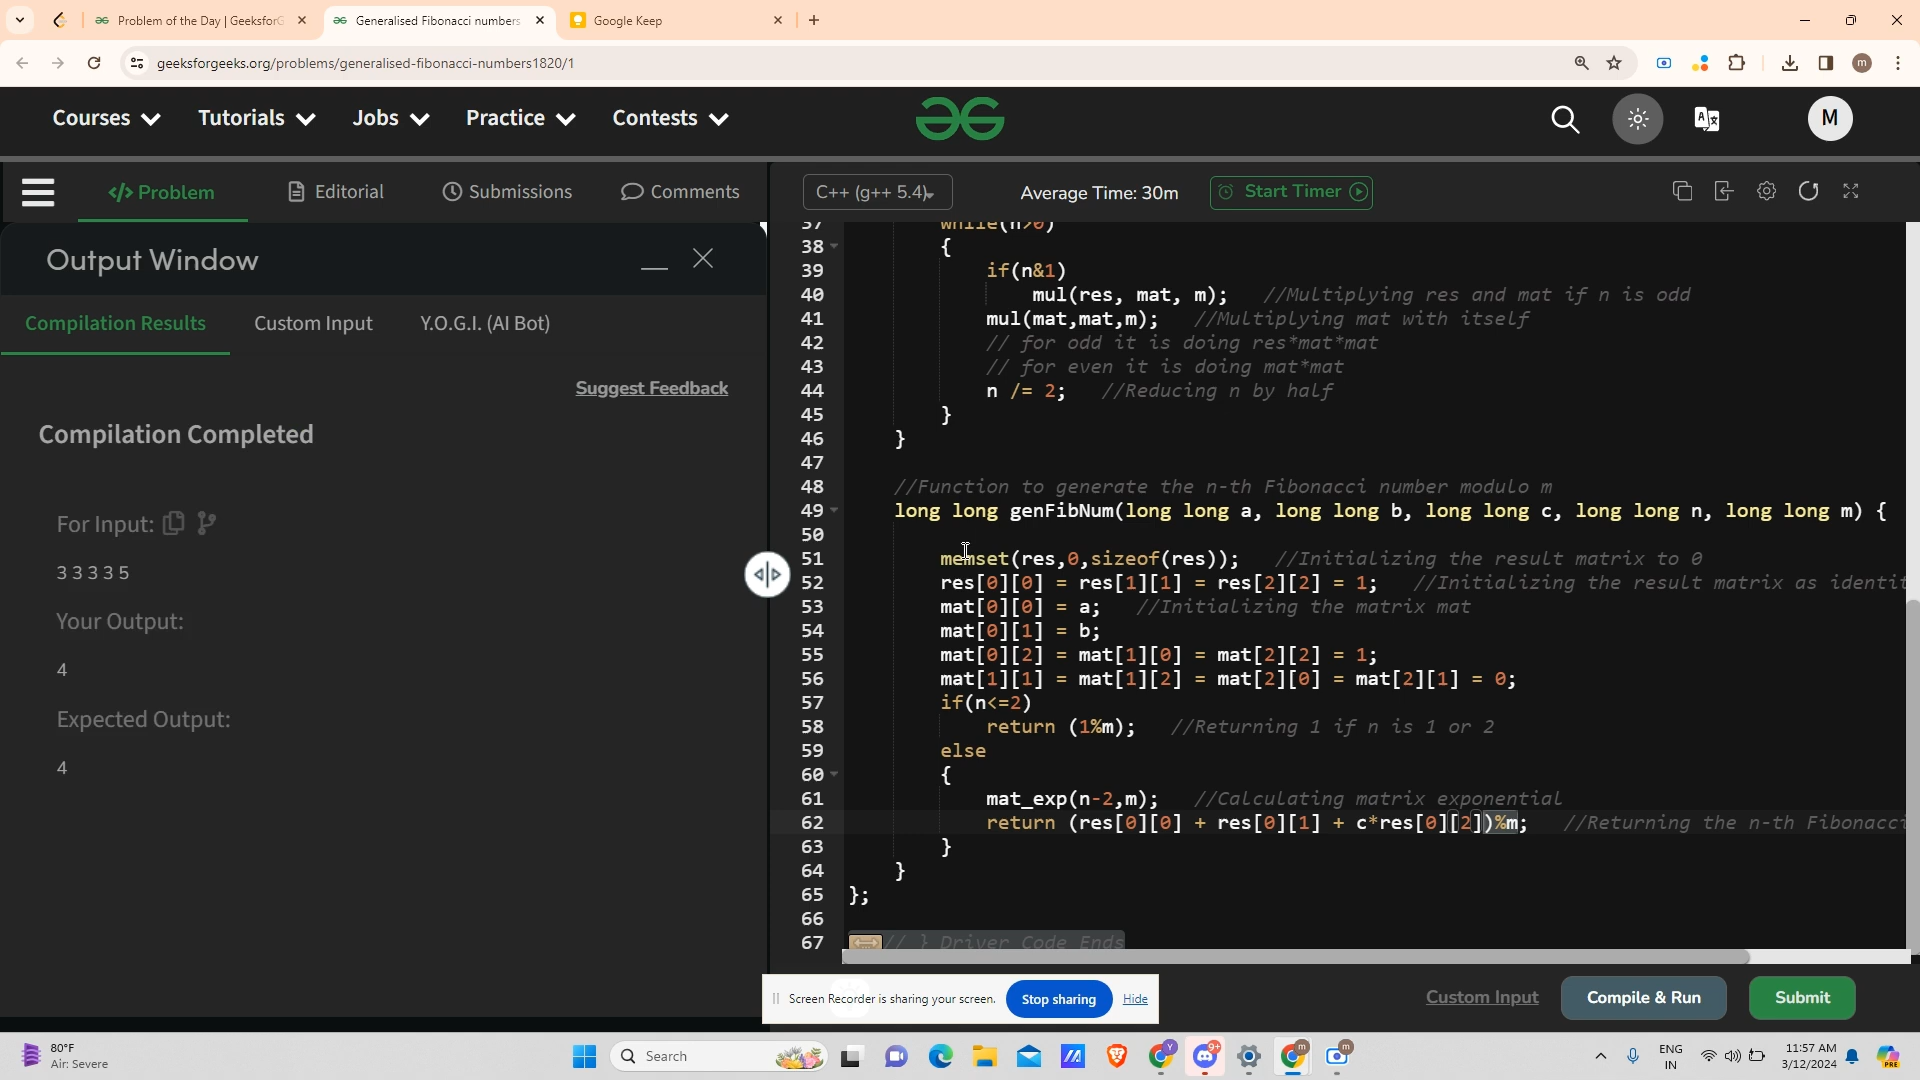 Problem of the Day | GeeksforG
Generalised Fibonacci numbers
Google Keep
geeksforgeeks.org/problems/generalised-fibonacci-numbers1820/1
m
Courses
Tutorials
Jobs
Practice
Contests
M
</> Problem
Editorial
Submissions
Comments
C++ (g++ 5.4)
Average Time: 30m
Start Timer
Output Window
Compilation Results
Custom Input
Y.O.G.I. (AI Bot)
Suggest Feedback
Compilation Completed
For Input:
3 3 3 3 5
Your Output:
4
Expected Output:
4
37 while(n>0)
38 {
39 if(n&1)
40 mul(res, mat, m); //Multiplying res and mat if n is odd
41 mul(mat,mat,m); //Multiplying mat with itself
42 // for odd it is doing res*mat*mat
43 // for even it is doing mat*mat
44 n /= 2; //Reducing n by half
45 }
46 }
47
48 //Function to generate the n-th Fibonacci number modulo m
49 long long genFibNum(long long a, long long b, long long c, long long n, long long m) {
50
51 memset(res,0,sizeof(res)); //Initializing the result matrix to 0
52 res[0][0] = res[1][1] = res[2][2] = 1; //Initializing the result matrix as identit
53 mat[0][0] = a; //Initializing the matrix mat
54 mat[0][1] = b;
55 mat[0][2] = mat[1][0] = mat[2][2] = 1;
56 mat[1][1] = mat[1][2] = mat[2][0] = mat[2][1] = 0;
57 if(n<=2)
58 return (1%m); //Returning 1 if n is 1 or 2
59 else
60 {
61 mat_exp(n-2,m); //Calculating matrix exponential
62 return (res[0][0] + res[0][1] + c*res[0][2])%m; //Returning the n-th Fibonacci
63 }
64 }
65 };
66
67 // } Driver Code Ends
Screen Recorder is sharing your screen.
Stop sharing
Hide
Custom Input
Compile & Run
Submit
80°F
Air: Severe
Search
Y
9+
m
m
ENG
IN
11:57 AM
3/12/2024
PRE